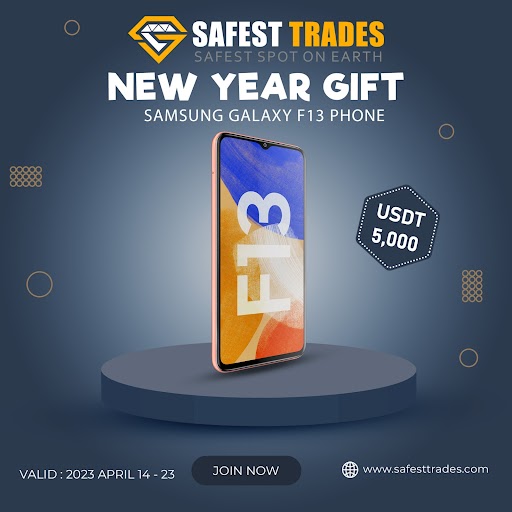 SAFEST TRADES
SAFEST SPOT ON EARTH
NEW YEAR GIFT
SAMSUNG GALAXY F13 PHONE
F13
USDT
5,000
VALID : 2023 APRIL 14 - 23
JOIN NOW
www.safesttrades.com